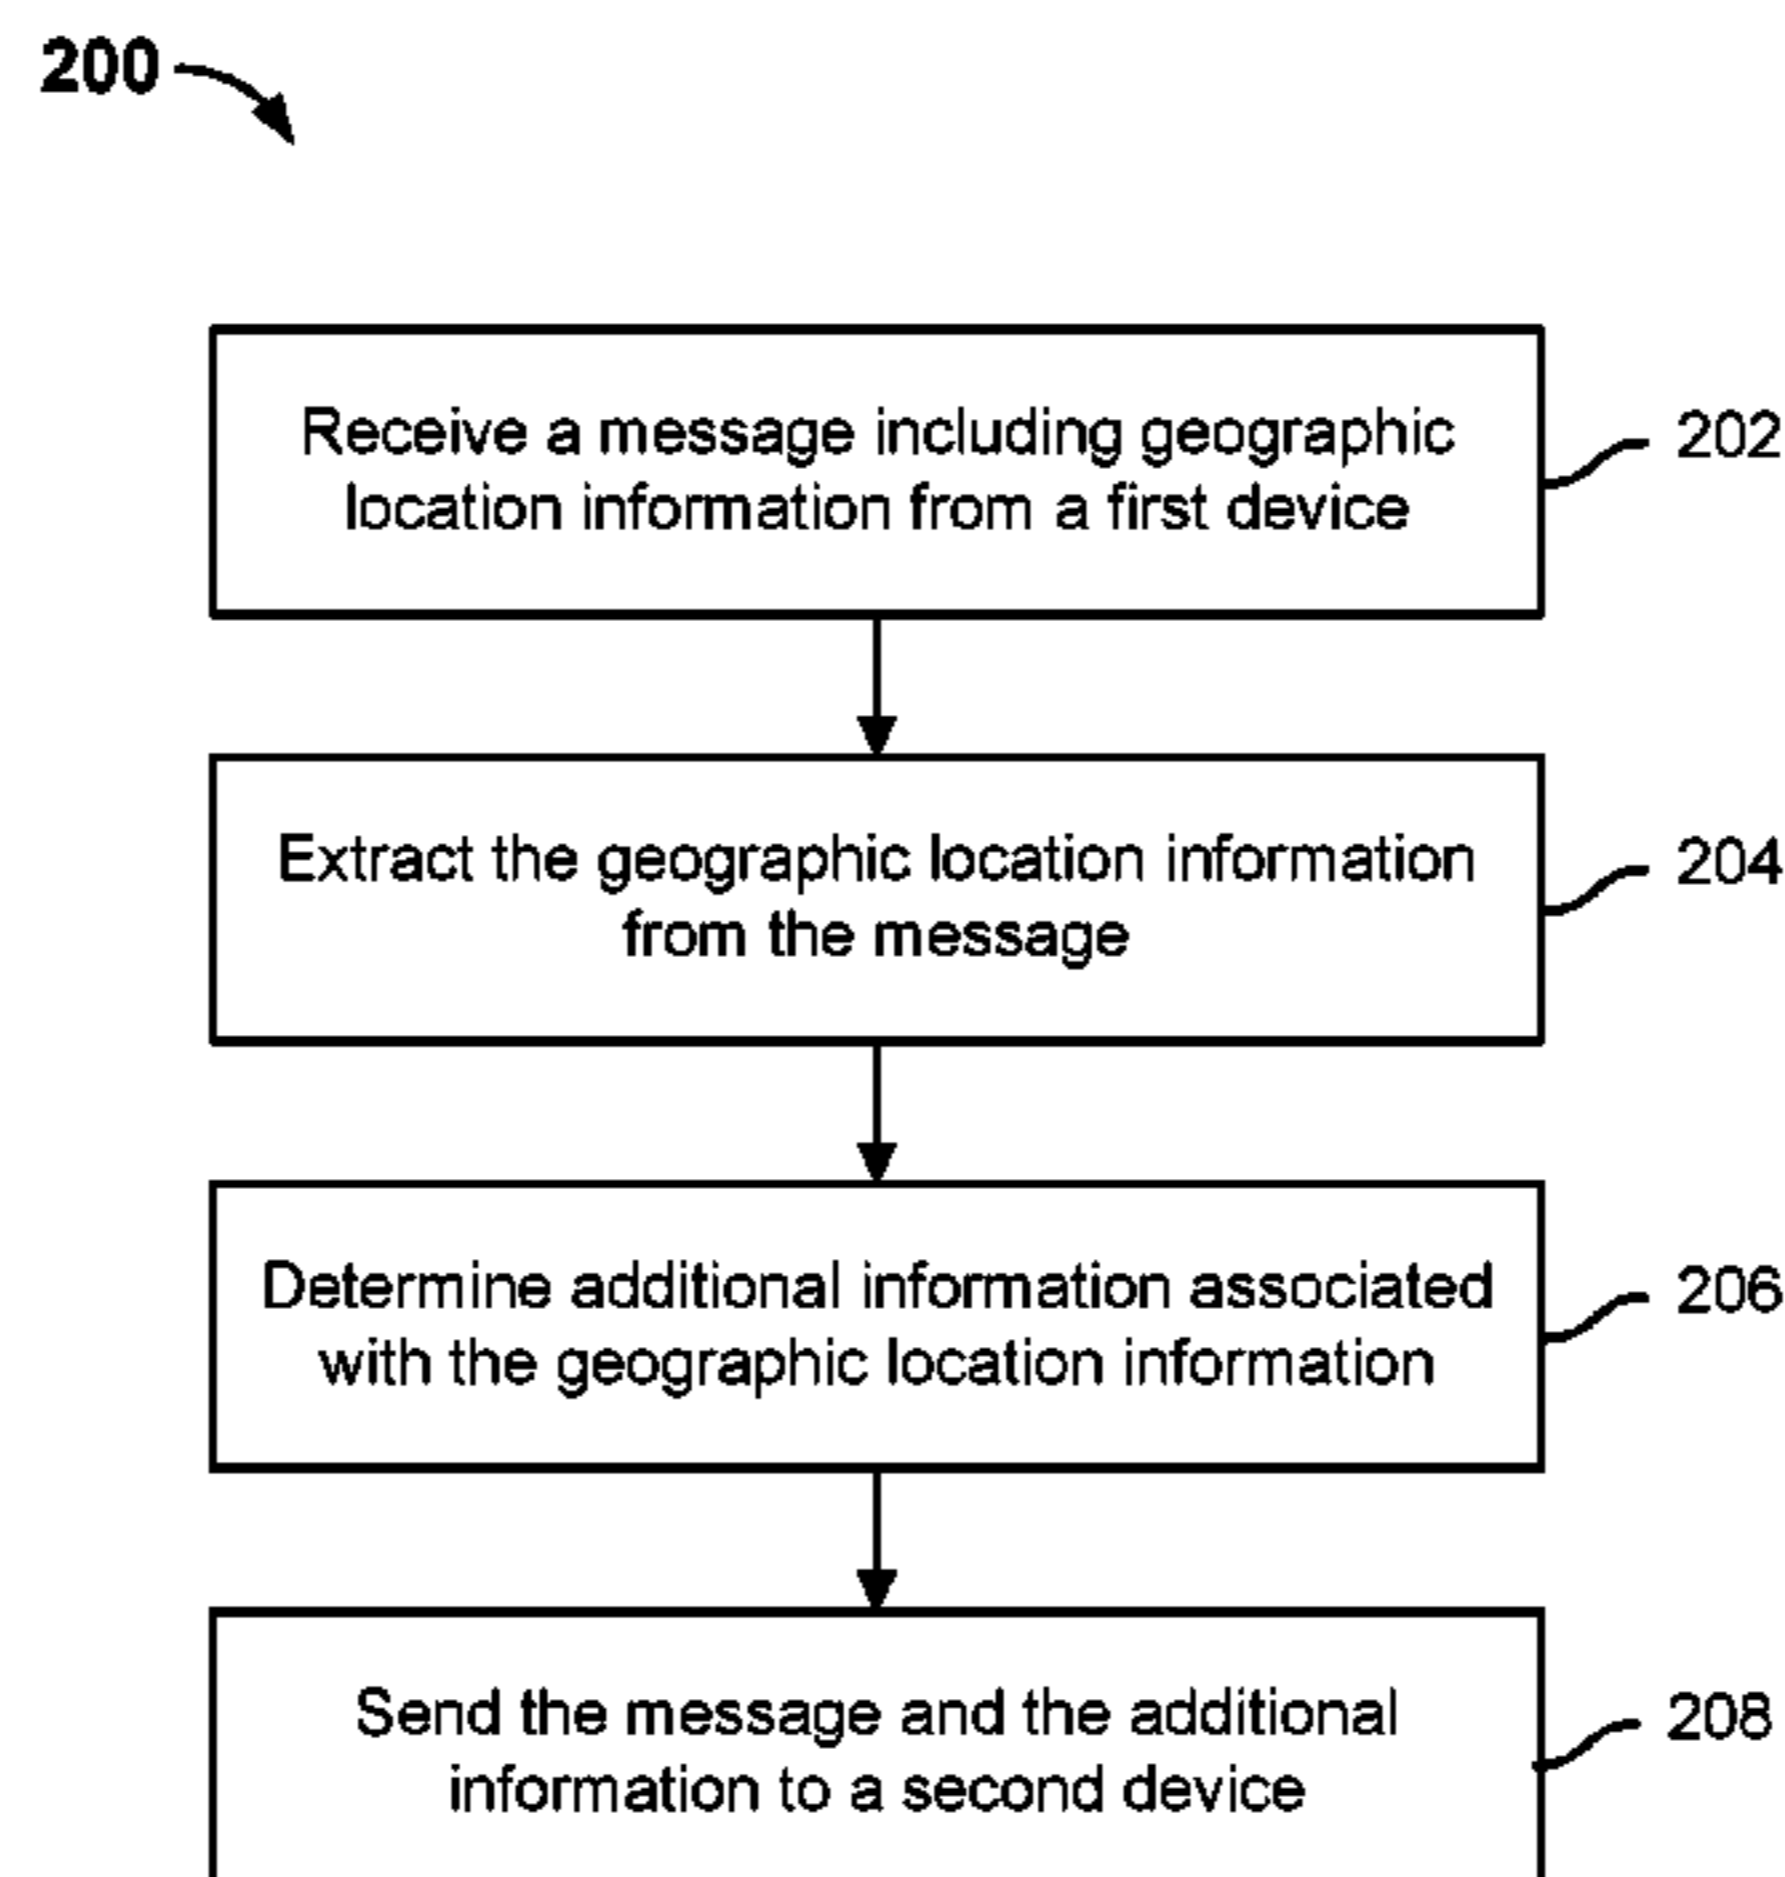 200
Receive a message including geographic
location information from a first device
202
Extract the geographic location information
from the message
204
Determine additional information associated
with the geographic location information
206
Send the message and the additional
information to a second device
208